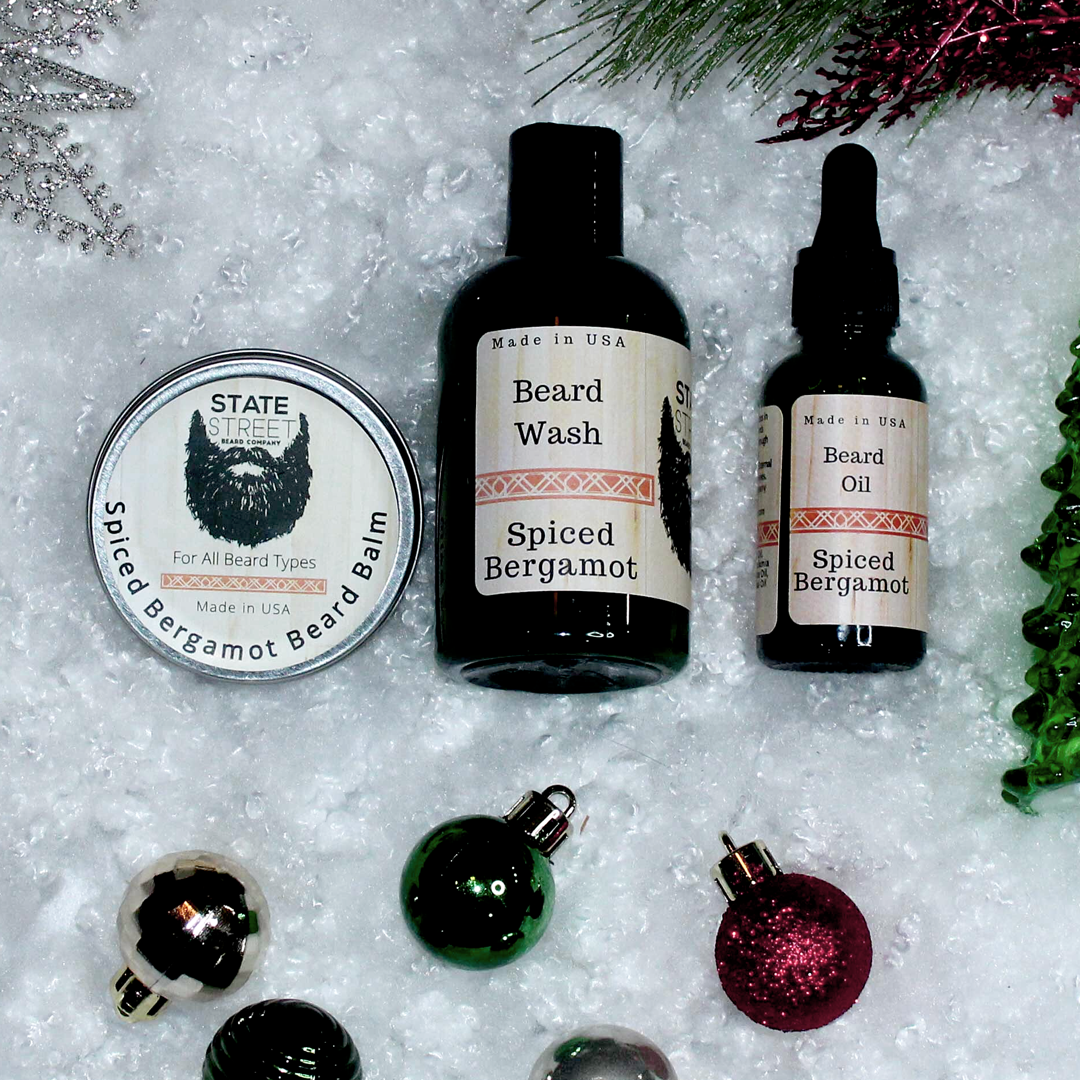 STATE
STREET
BEARD COMPANY
For All Beard Types
Made in USA
Spiced Bergamot Beard Balm
Made in USA
Beard
Wash
Spiced
Bergamot
Made in USA
Beard
Oil
Spiced
Bergamot